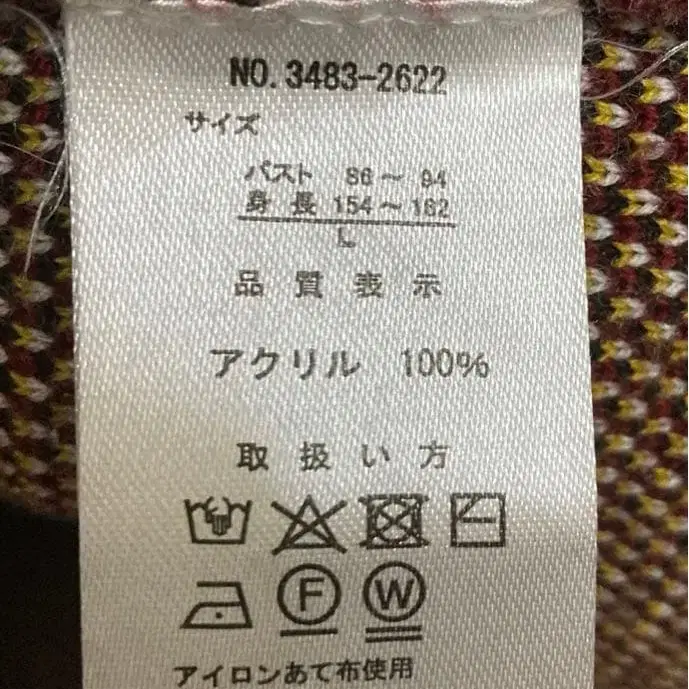 NO. 3483-2622
サイズ
バスト 86～94
身長 154～162
L
品質表示
アクリル 100%
取扱い方
F W
アイロンあて布使用